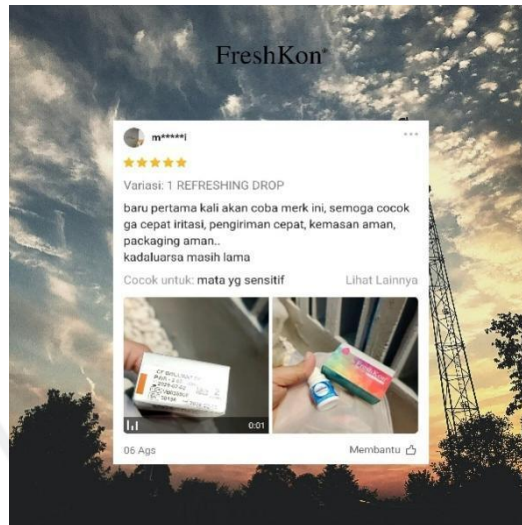 FreshKon®
m*****i
Variasi: 1 REFRESHING DROP
baru pertama kali akan coba merk ini, semoga cocok
ga cepat iritasi, pengiriman cepat, kemasan aman,
packaging aman..
kadaluarsa masih lama
Cocok untuk: mata yg sensitif
Lihat Lainnya
FreshKon
0:01
06 Ags
Membantu